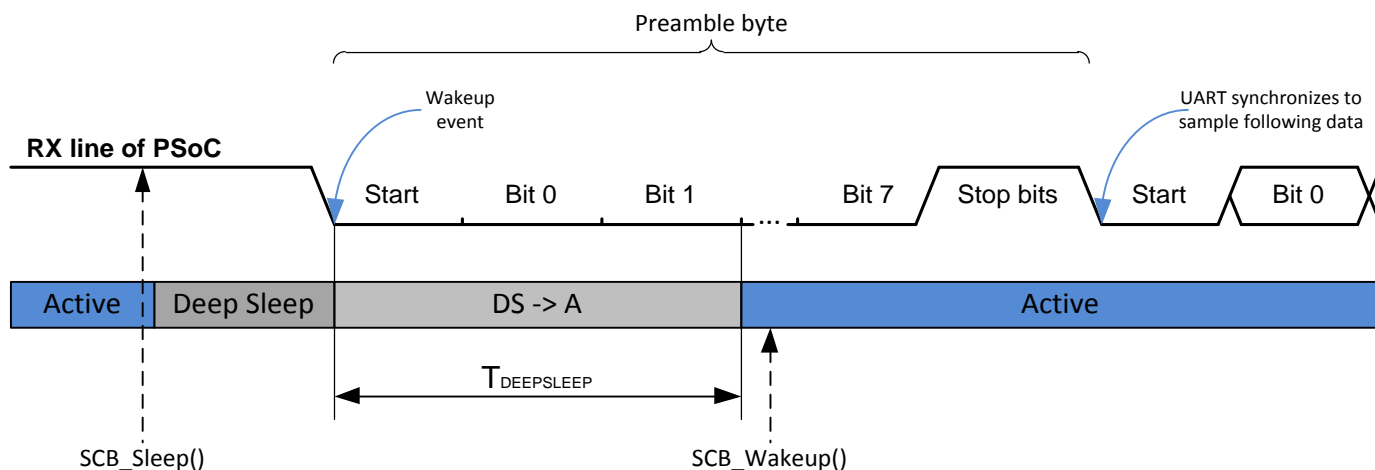 Preamble byte
Wakeup
event
UART synchronizes to
sample following data
RX line of PSoC
Start
Bit 0
Bit 1
...
Bit 7
Stop bits
Start
Bit 0
Active
Deep Sleep
DS -> A
Active
TDEEPSLEEP
SCB_Sleep()
SCB_Wakeup()